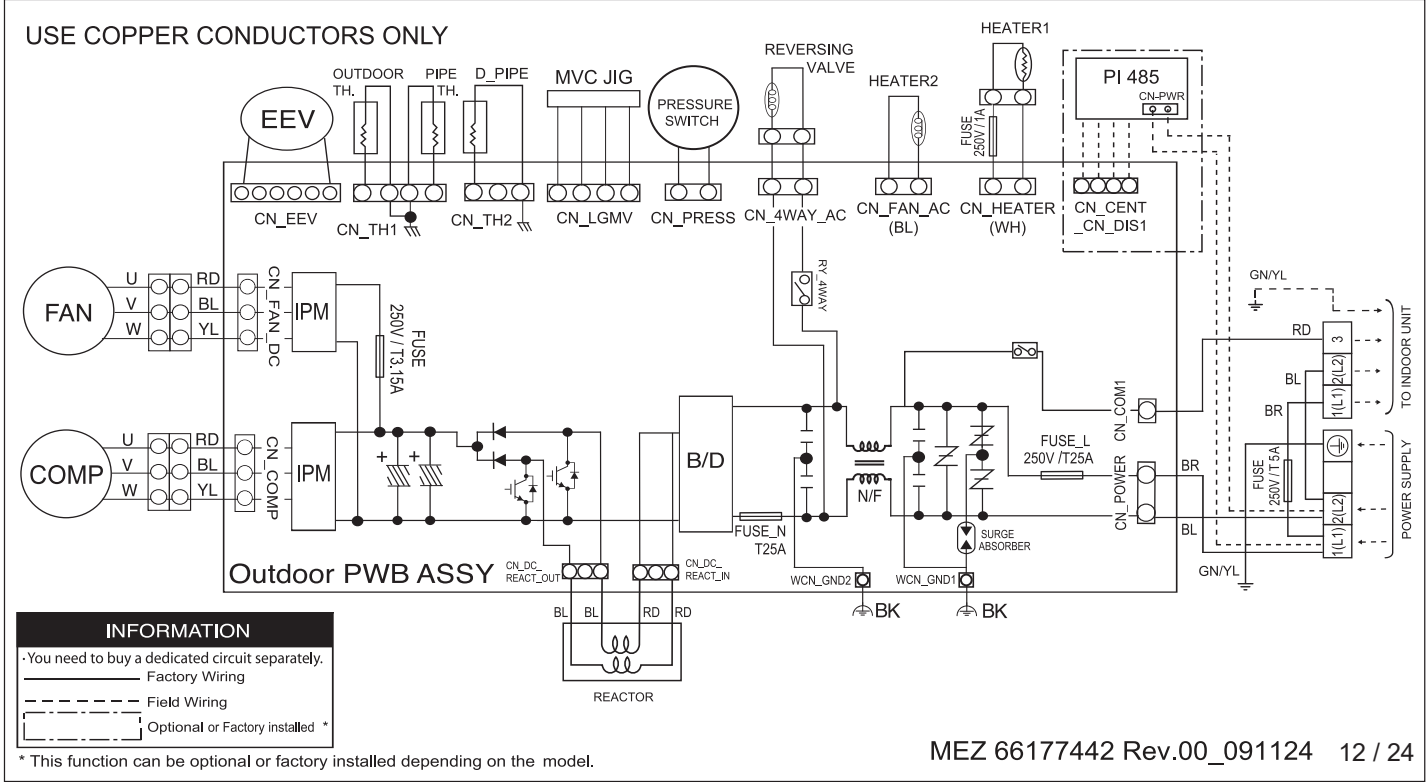 USE COPPER CONDUCTORS ONLY
EEV
OUTDOOR
TH.
PIPE
TH.
D_PIPE
MVC JIG
PRESSURE
SWITCH
REVERSING
VALVE
HEATER2
HEATER1
FUSE
250V / 1A
PI 485
CN-PWR
CN_EEV
CN_TH1
CN_TH2
CN_LGMV
CN_PRESS
CN_4WAY_AC
CN_FAN_AC
(BL)
CN_HEATER
(WH)
CN_CENT
_CN_DIS1
FAN
U
V
W
RD
BL
YL
CN_FAN_DC
IPM
FUSE
250V / T3.15A
RY_4WAY
GN/YL
RD
3
2(L2)
1(L1)
BL
BR
TO INDOOR UNIT
CN_COM1
COMP
U
V
W
RD
BL
YL
CN_COMP
IPM
+
+
B/D
N/F
FUSE_L
250V /T25A
CN_POWER
BR
BL
FUSE
250V / T 5A
2(L2)
1(L1)
POWER SUPPLY
GN/YL
FUSE_N
T25A
SURGE
ABSORBER
Outdoor PWB ASSY
CN_DC_
REACT_OUT
CN_DC_
REACT_IN
WCN_GND2
WCN_GND1
BK
BK
BL
BL
RD
RD
REACTOR
INFORMATION
·You need to buy a dedicated circuit separately.
Factory Wiring
Field Wiring
Optional or Factory installed *
* This function can be optional or factory installed depending on the model.
MEZ 66177442 Rev.00_091124 12 / 24